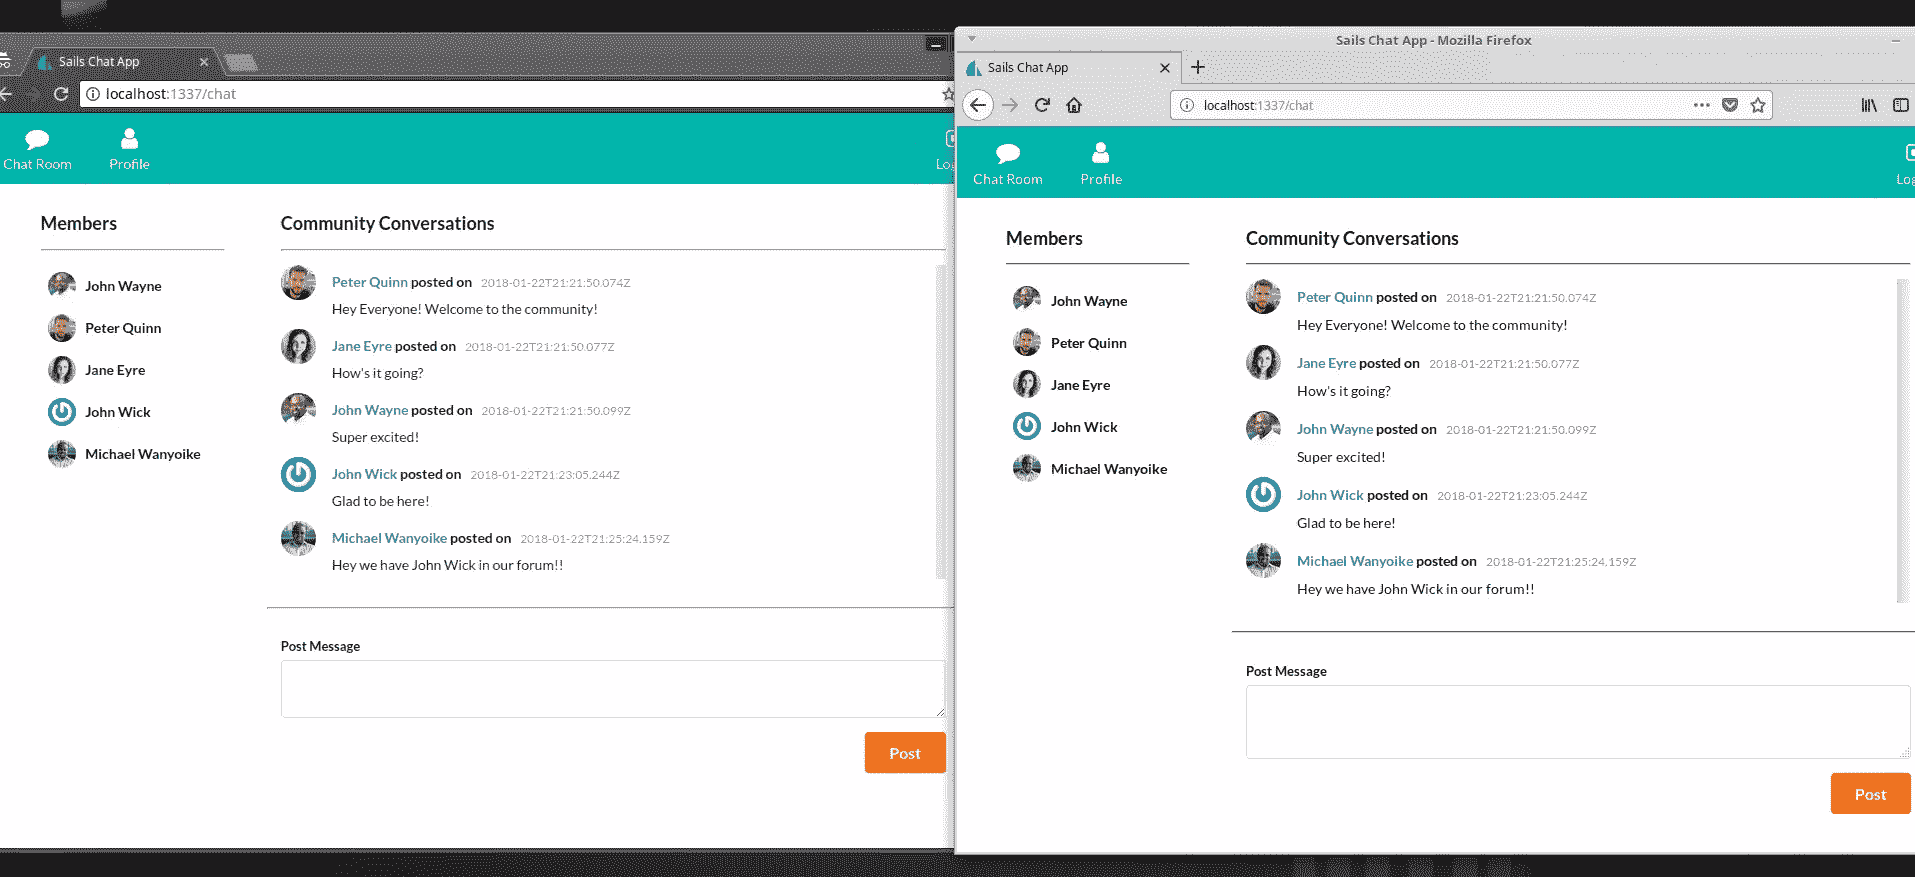 Sails Chat App
localhost:1337/chat
Chat Room
Profile
Members
John Wayne
Peter Quinn
Jane Eyre
John Wick
Michael Wanyoike
Community Conversations
Peter Quinn posted on 2018-01-22T21:21:50.074Z
Hey Everyone! Welcome to the community!
Jane Eyre posted on 2018-01-22T21:21:50.077Z
How's it going?
John Wayne posted on 2018-01-22T21:21:50.099Z
Super excited!
John Wick posted on 2018-01-22T21:23:05.244Z
Glad to be here!
Michael Wanyoike posted on 2018-01-22T21:25:24.159Z
Hey we have John Wick in our forum!!
Post Message
Post
Sails Chat App - Mozilla Firefox
Sails Chat App
localhost:1337/chat
Chat Room
Profile
Members
John Wayne
Peter Quinn
Jane Eyre
John Wick
Michael Wanyoike
Community Conversations
Peter Quinn posted on 2018-01-22T21:21:50.074Z
Hey Everyone! Welcome to the community!
Jane Eyre posted on 2018-01-22T21:21:50.077Z
How's it going?
John Wayne posted on 2018-01-22T21:21:50.099Z
Super excited!
John Wick posted on 2018-01-22T21:23:05.244Z
Glad to be here!
Michael Wanyoike posted on 2018-01-22T21:25:24.159Z
Hey we have John Wick in our forum!!
Post Message
Post